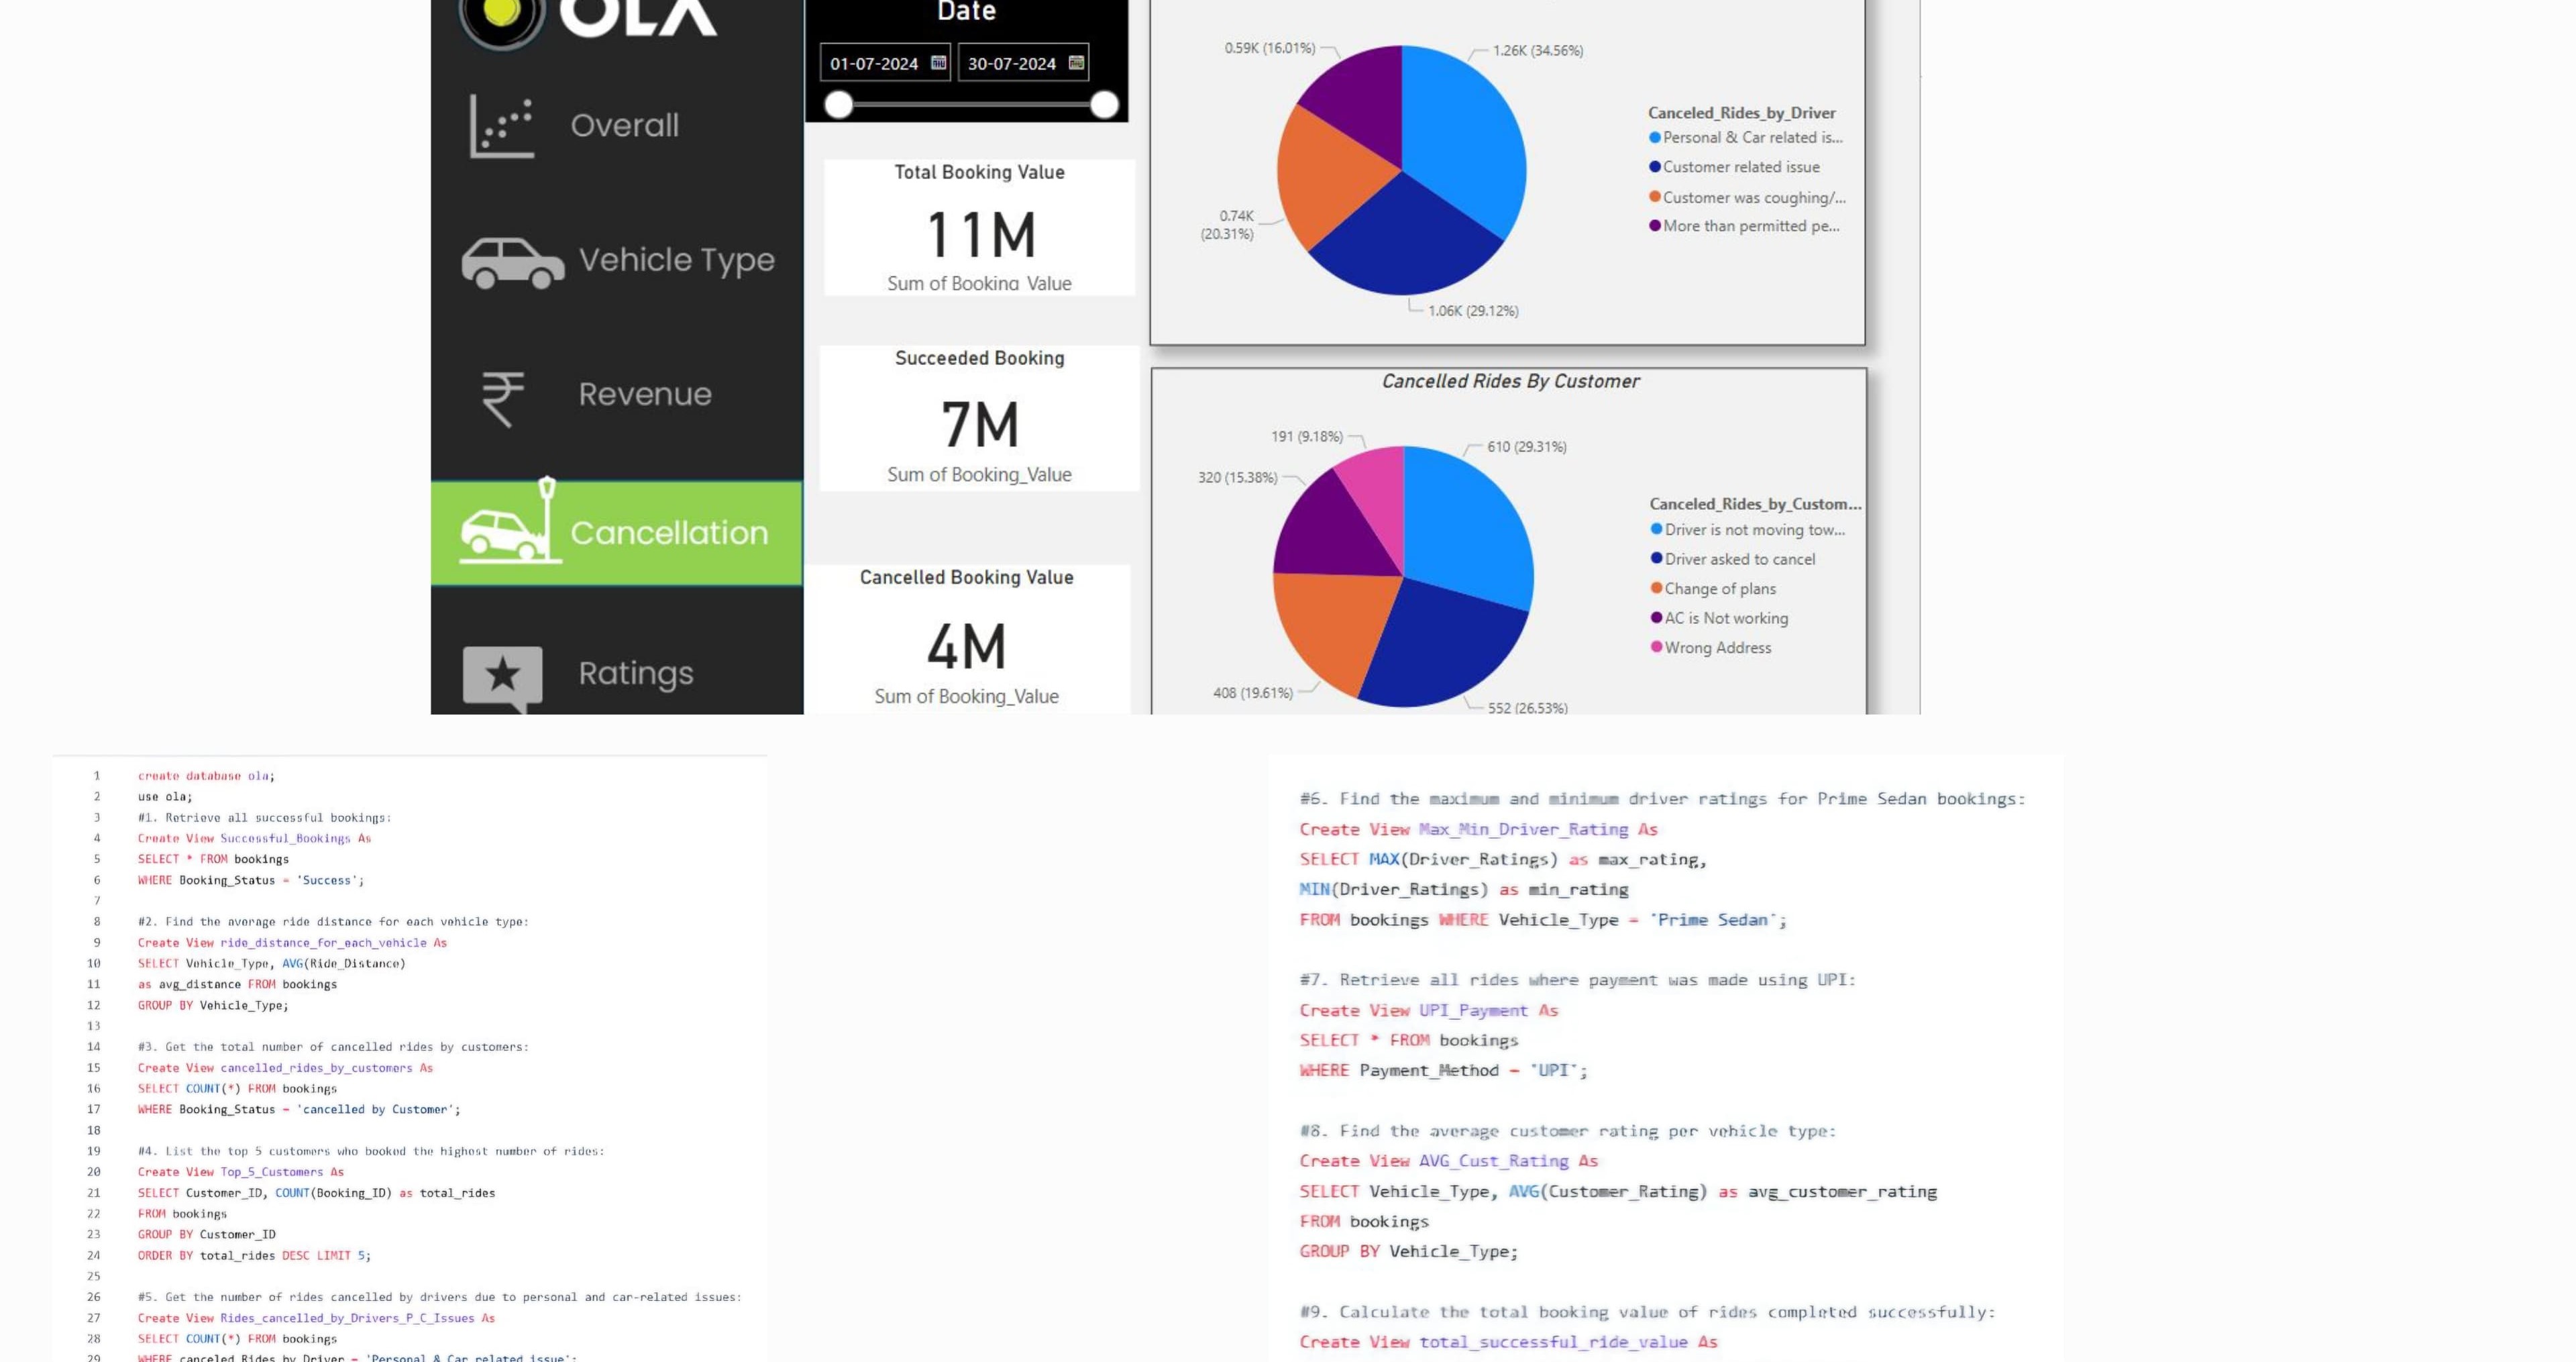 OLA
Overall
Vehicle Type
Revenue
Cancellation
Ratings
Date
01-07-2024
30-07-2024
Total Booking Value
11M
Sum of Booking_Value
Succeeded Booking
7M
Sum of Booking_Value
Cancelled Booking Value
4M
Sum of Booking_Value
0.59K (16.01%)
1.26K (34.56%)
0.74K
(20.31%)
1.06K (29.12%)
Canceled_Rides_by_Driver
Personal & Car related is...
Customer related issue
Customer was coughing/...
More than permitted pe...
Cancelled Rides By Customer
191 (9.18%)
610 (29.31%)
320 (15.38%)
408 (19.61%)
552 (26.53%)
Canceled_Rides_by_Custom...
Driver is not moving tow...
Driver asked to cancel
Change of plans
AC is Not working
Wrong Address
1 create database ola;
2 use ola;
3 #1. Retrieve all successful bookings:
4 Create View Successful_Bookings As
5 SELECT * FROM bookings
6 WHERE Booking_Status = 'Success';
7
8 #2. Find the average ride distance for each vehicle type:
9 Create View ride_distance_for_each_vehicle As
10 SELECT Vehicle_Type, AVG(Ride_Distance)
11 as avg_distance FROM bookings
12 GROUP BY Vehicle_Type;
13
14 #3. Get the total number of cancelled rides by customers:
15 Create View cancelled_rides_by_customers As
16 SELECT COUNT(*) FROM bookings
17 WHERE Booking_Status = 'cancelled by Customer';
18
19 #4. List the top 5 customers who booked the highest number of rides:
20 Create View Top_5_Customers As
21 SELECT Customer_ID, COUNT(Booking_ID) as total_rides
22 FROM bookings
23 GROUP BY Customer_ID
24 ORDER BY total_rides DESC LIMIT 5;
25
26 #5. Get the number of rides cancelled by drivers due to personal and car-related issues:
27 Create View Rides_cancelled_by_Drivers_P_C_Issues As
28 SELECT COUNT(*) FROM bookings
29 WHERE canceled_Rides_by_Driver = 'Personal & Car related issue';
#6. Find the maximum and minimum driver ratings for Prime Sedan bookings:
Create View Max_Min_Driver_Rating As
SELECT MAX(Driver_Ratings) as max_rating,
MIN(Driver_Ratings) as min_rating
FROM bookings WHERE Vehicle_Type = 'Prime Sedan';
#7. Retrieve all rides where payment was made using UPI:
Create View UPI_Payment As
SELECT * FROM bookings
WHERE Payment_Method = "UPI";
#8. Find the average customer rating per vehicle type:
Create View AVG_Cust_Rating As
SELECT Vehicle_Type, AVG(Customer_Rating) as avg_customer_rating
FROM bookings
GROUP BY Vehicle_Type;
#9. Calculate the total booking value of rides completed successfully:
Create View total_successful_ride_value As